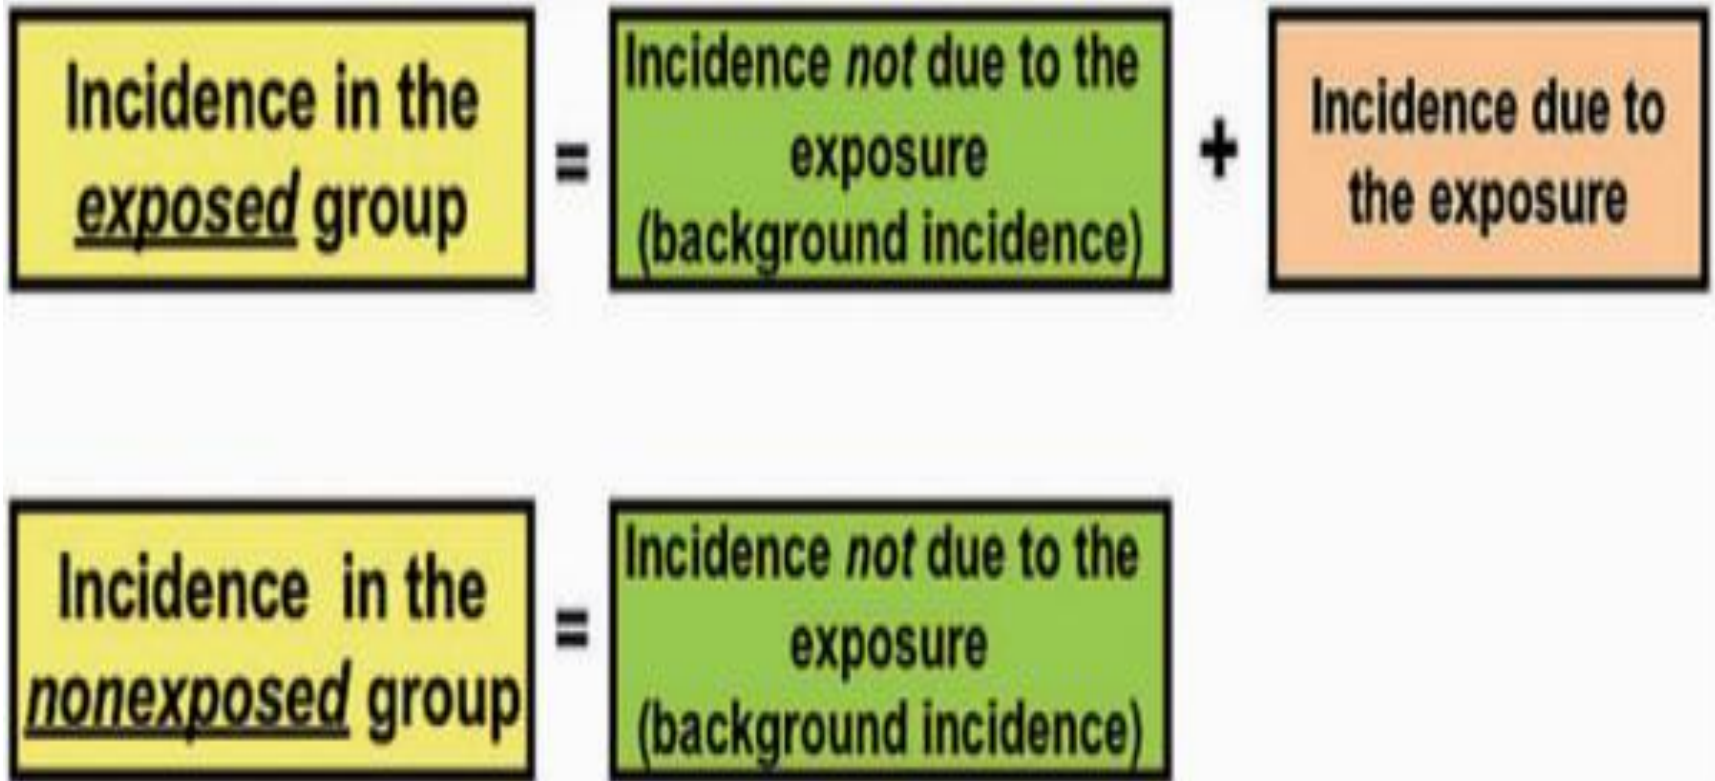 Incidence in the
exposed group
=
Incidence not due to the
exposure
(background incidence)
+
Incidence due to
the exposure
Incidence in the
nonexposed group
=
Incidence not due to the
exposure
(background incidence)